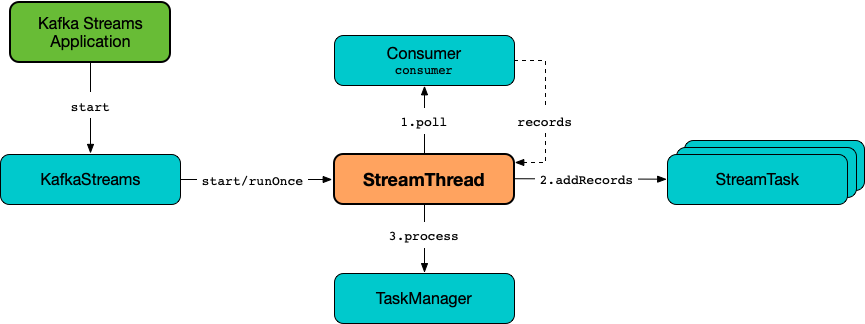 Kafka Streams
Application
Consumer
consumer
start
1.poll
records
KafkaStreams
start/runOnce
StreamThread
2.addRecords
StreamTask
3.process
TaskManager